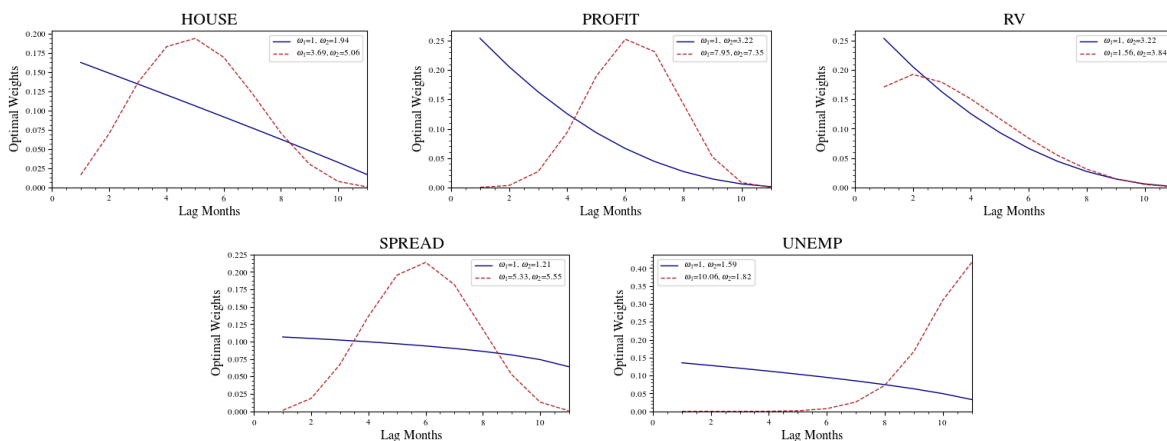 HOUSE
0.200
0.175
0.150
0.125
0.100
0.075
0.050
0.025
0.000
Optimal Weights
ω1=1, ω2=1.94
ω1=3.69, ω2=5.06
0 2 4 6 8 10
Lag Months
PROFIT
0.25
0.20
0.15
0.10
0.05
0.00
Optimal Weights
ω1=1, ω2=3.22
ω1=7.95, ω2=7.35
0 2 4 6 8 10
Lag Months
RV
0.25
0.20
0.15
0.10
0.05
0.00
Optimal Weights
ω1=1, ω2=3.22
ω1=1.56, ω2=3.84
0 2 4 6 8 10
Lag Months
SPREAD
0.225
0.200
0.175
0.150
0.125
0.100
0.075
0.050
0.025
0.000
Optimal Weights
ω1=1, ω2=1.21
ω1=5.33, ω2=5.55
0 2 4 6 8 10
Lag Months
UNEMP
0.40
0.35
0.30
0.25
0.20
0.15
0.10
0.05
0.00
Optimal Weights
ω1=1, ω2=1.59
ω1=10.06, ω2=1.82
0 2 4 6 8 10
Lag Months